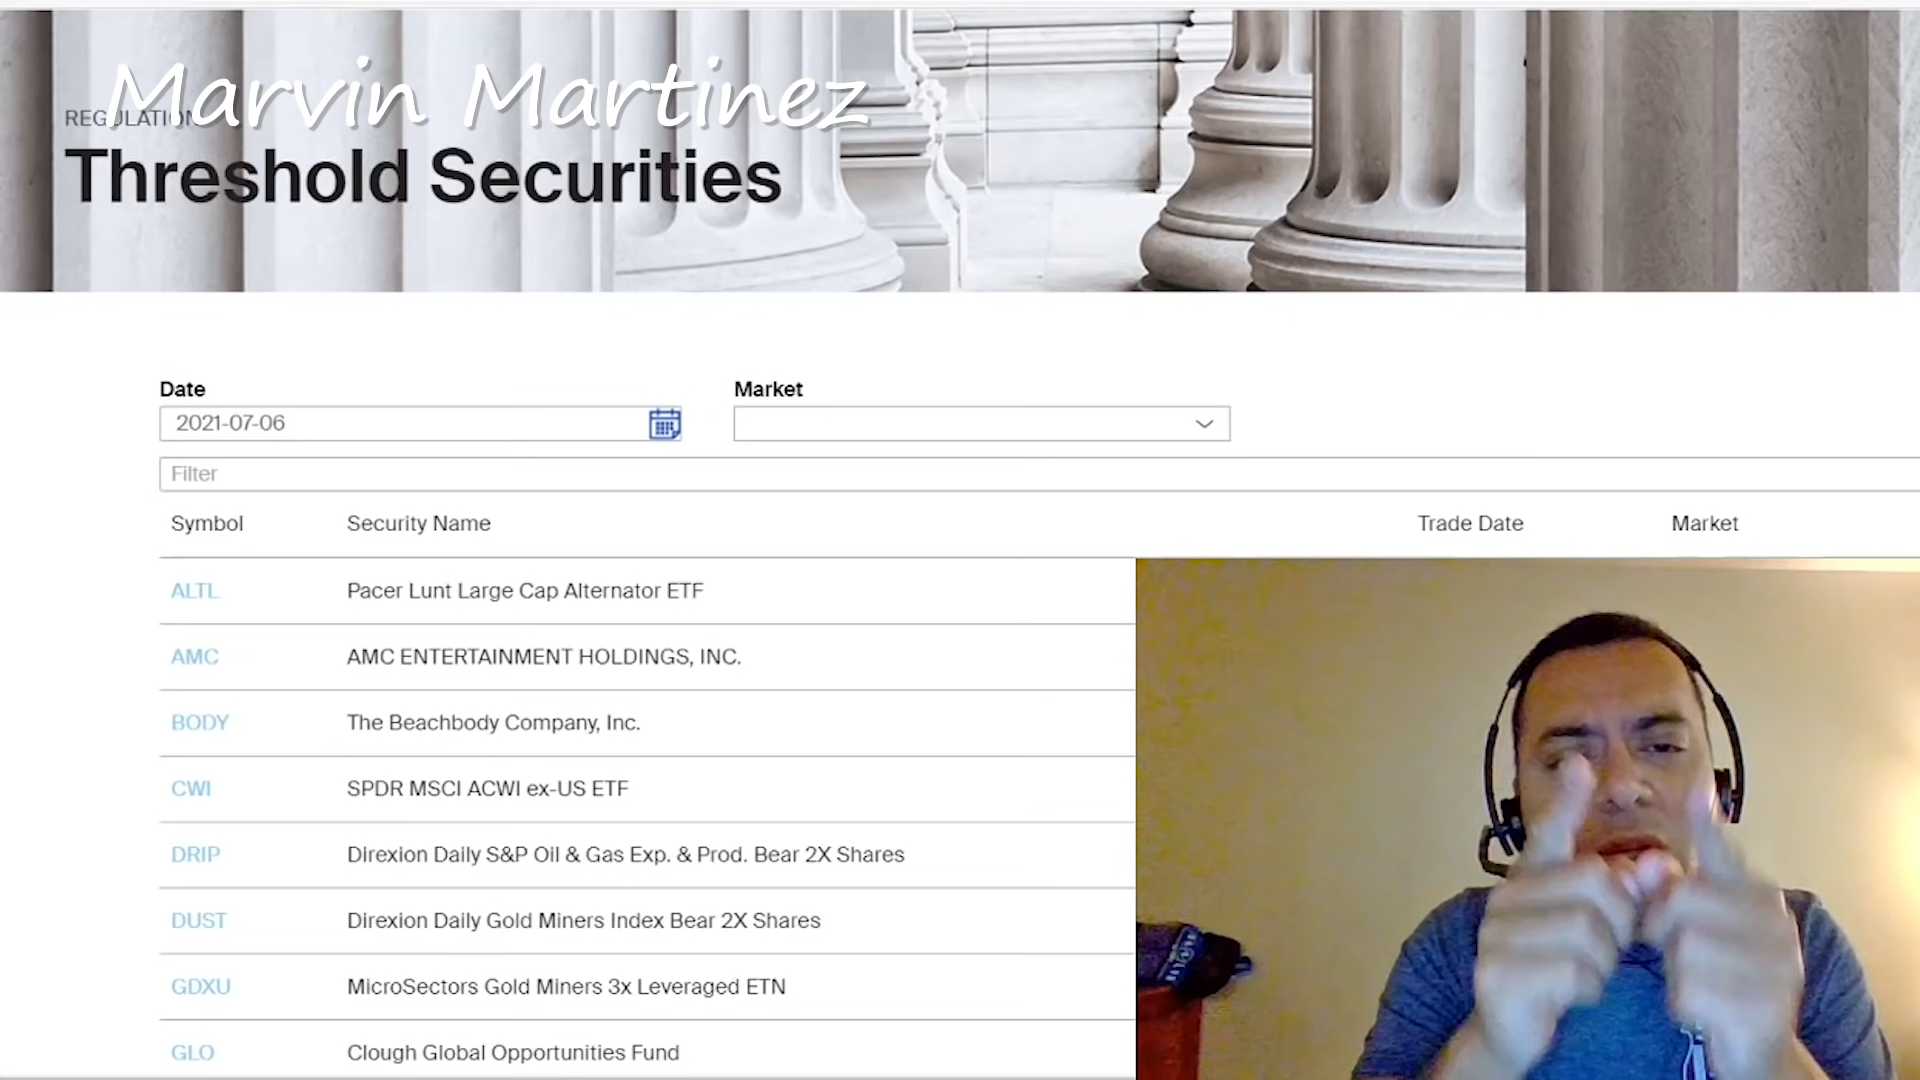 Marvin Martinez
REGULATION
Threshold Securities
Date
Market
2021-07-06
Filter
Symbol
Security Name
Trade Date
Market
ALTL
Pacer Lunt Large Cap Alternator ETF
AMC
AMC ENTERTAINMENT HOLDINGS, INC.
BODY
The Beachbody Company, Inc.
CWI
SPDR MSCI ACWI ex-US ETF
DRIP
Direxion Daily S&P Oil & Gas Exp. & Prod. Bear 2X Shares
DUST
Direxion Daily Gold Miners Index Bear 2X Shares
GDXU
MicroSectors Gold Miners 3x Leveraged ETN
GLO
Clough Global Opportunities Fund